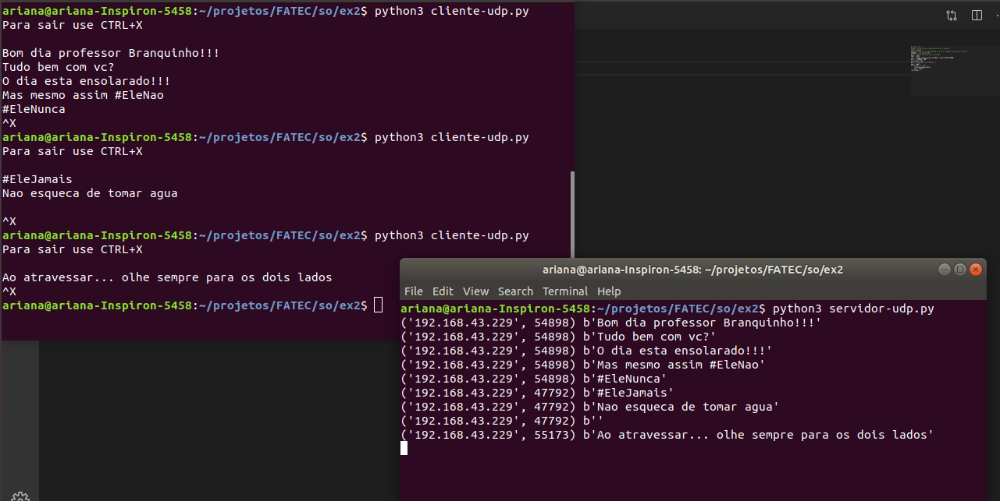 ariana@ariana-Inspiron-5458:~/projetos/FATEC/so/ex2$ python3 cliente-udp.py
Para sair use CTRL+X
Bom dia professor Branquinho!!!
Tudo bem com vc?
O dia esta ensolarado!!!
Mas mesmo assim #EleNao
#EleNunca
^X
ariana@ariana-Inspiron-5458:~/projetos/FATEC/so/ex2$ python3 cliente-udp.py
Para sair use CTRL+X
#EleJamais
Nao esqueca de tomar agua
^X
ariana@ariana-Inspiron-5458:~/projetos/FATEC/so/ex2$ python3 cliente-udp.py
Para sair use CTRL+X
Ao atravessar... olhe sempre para os dois lados
^X
ariana@ariana-Inspiron-5458:~/projetos/FATEC/so/ex2$
ariana@ariana-Inspiron-5458: ~/projetos/FATEC/so/ex2
File Edit View Search Terminal Help
ariana@ariana-Inspiron-5458:~/projetos/FATEC/so/ex2$ python3 servidor-udp.py
('192.168.43.229', 54898) b'Bom dia professor Branquinho!!!'
('192.168.43.229', 54898) b'Tudo bem com vc?'
('192.168.43.229', 54898) b'O dia esta ensolarado!!!'
('192.168.43.229', 54898) b'Mas mesmo assim #EleNao'
('192.168.43.229', 54898) b'#EleNunca'
('192.168.43.229', 47792) b'#EleJamais'
('192.168.43.229', 47792) b'Nao esqueca de tomar agua'
('192.168.43.229', 47792) b''
('192.168.43.229', 55173) b'Ao atravessar... olhe sempre para os dois lados'